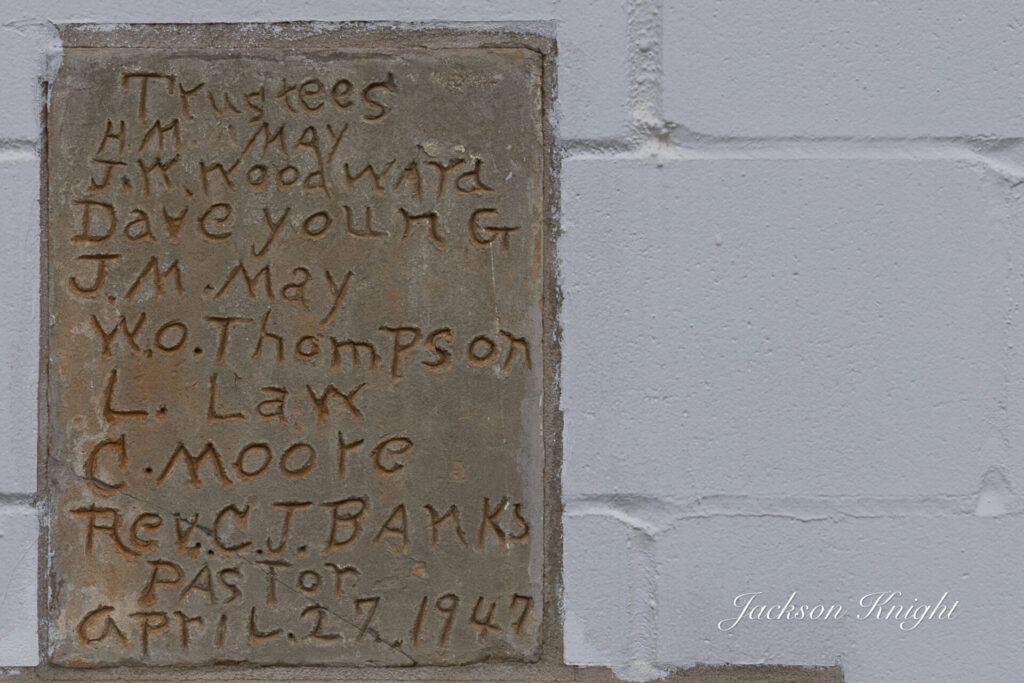 Trustees
H.M. MAY
J.W. Woodward
Dave Young
J.M. May
W.O. Thompson
L. Law
C. Moore
Rev. C.J. BANKS
PASTor
April. 27. 1947
Jackson Knight